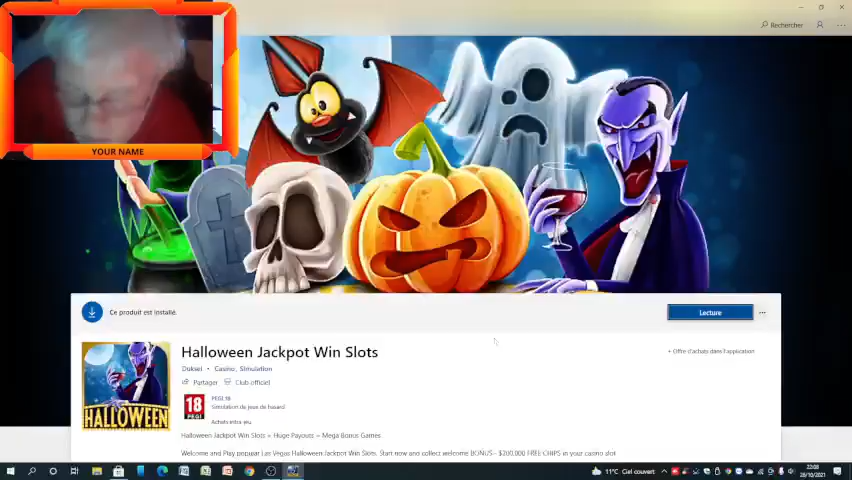 Rechercher
YOUR NAME
Ce produit est installé.
Lecture
Halloween Jackpot Win Slots
+ Offre d'achats dans l'application
Duksel • Casino, Simulation
Partager
Club officiel
18
PEGI
PEGI 18
Simulation de jeux de hasard
Achats intra-jeu
HALLOWEEN
Halloween Jackpot Win Slots = Huge Payouts + Mega Bonus Games
Welcome and Play popular Las Vegas Halloween Jackpot Win Slots. Start now and collect welcome BONUS– $200,000 FREE CHIPS in your casino slot
11°C Ciel couvert
22:08
28/10/2021